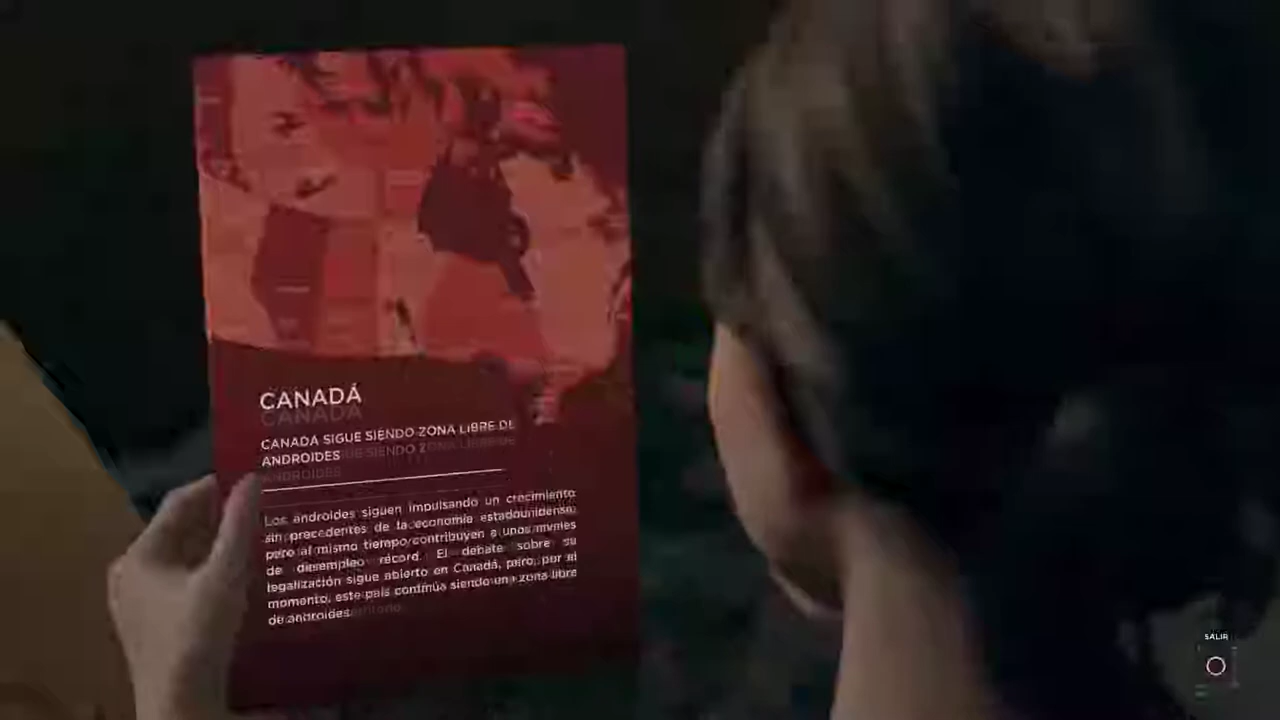 CANADÁ
CANADÁ SIGUE SIENDO ZONA LIBRE DE
ANDROIDES
Los androides siguen impulsando un crecimiento
sin precedentes de la economía estadounidense,
pero al mismo tiempo contribuyen a unos niveles
de desempleo récord. El debate sobre su
legalización sigue abierto en Canadá, pero, por el
momento, este país continúa siendo una zona libre
de androides.
SALIR